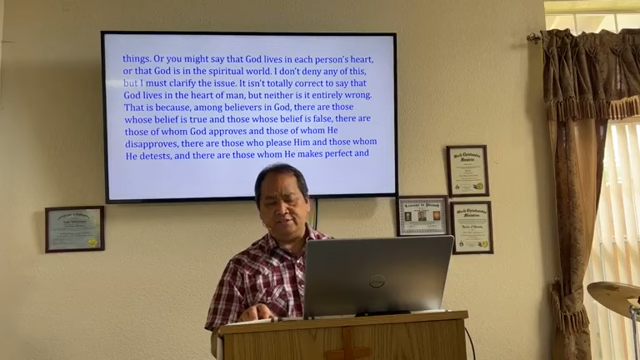 things. Or you might say that God lives in each person's heart,
or that God is in the spiritual world. I don't deny any of this,
but I must clarify the issue. It isn't totally correct to say that
God lives in the heart of man, but neither is it entirely wrong.
That is because, among believers in God, there are those
whose belief is true and those whose belief is false, there are
those of whom God approves and those of whom He
disapproves, there are those who please Him and those whom
He detests, and there are those whom He makes perfect and
DELL